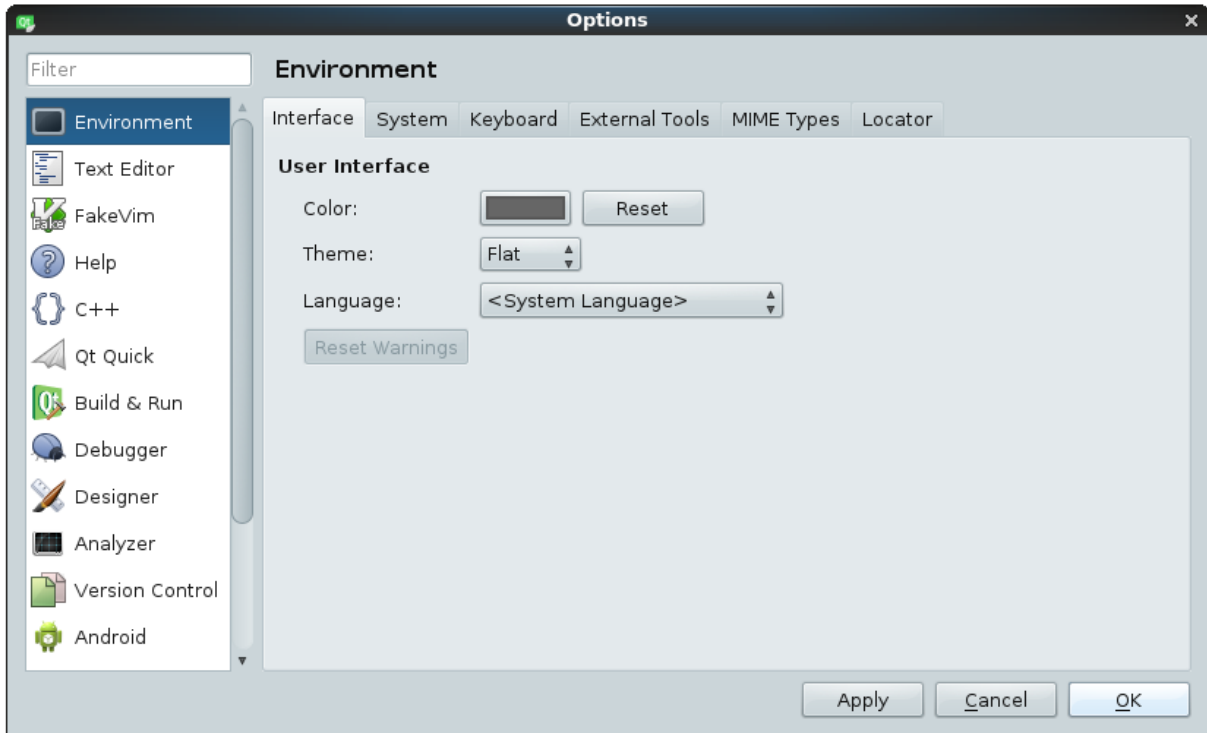 Options
Filter
Environment
Text Editor
FakeVim
Help
C++
Qt Quick
Build & Run
Debugger
Designer
Analyzer
Version Control
Android
Environment
Interface System Keyboard External Tools MIME Types Locator
User Interface
Color: Reset
Theme: Flat
Language: <System Language>
Reset Warnings
Apply Cancel OK